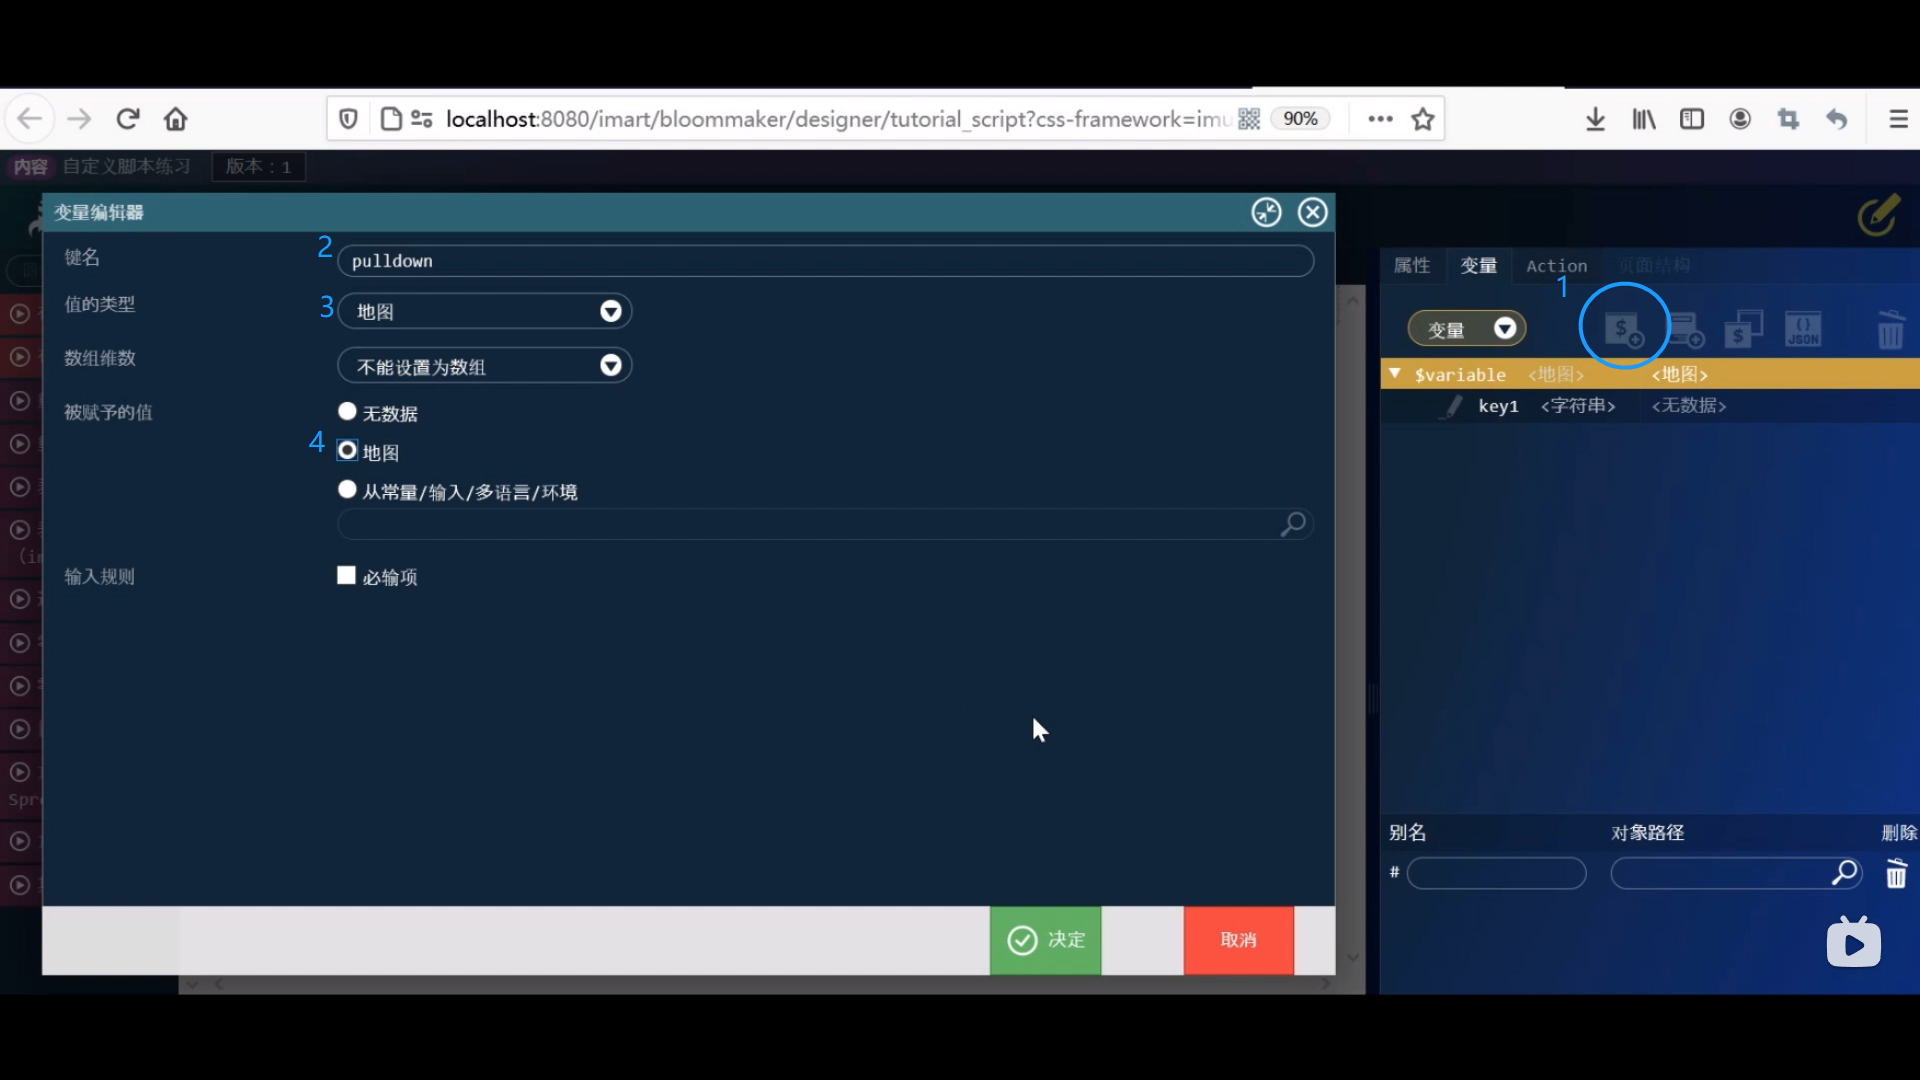 localhost:8080/imart/bloommaker/designer/tutorial_script?css-framework=imu
90%
内容 自定义脚本练习 版本：1
变量编辑器
键名
2
pulldown
值的类型
3
地图
数组维数
不能设置为数组
被赋予的值
无数据
4
地图
从常量/输入/多语言/环境
输入规则
必输项
决定
取消
属性 变量 Action 页面结构
1
变量
$
$
{}
JSON
$variable <地图> <地图>
key1 <字符串> <无数据>
别名 对象路径 删除
#
(im
Spr